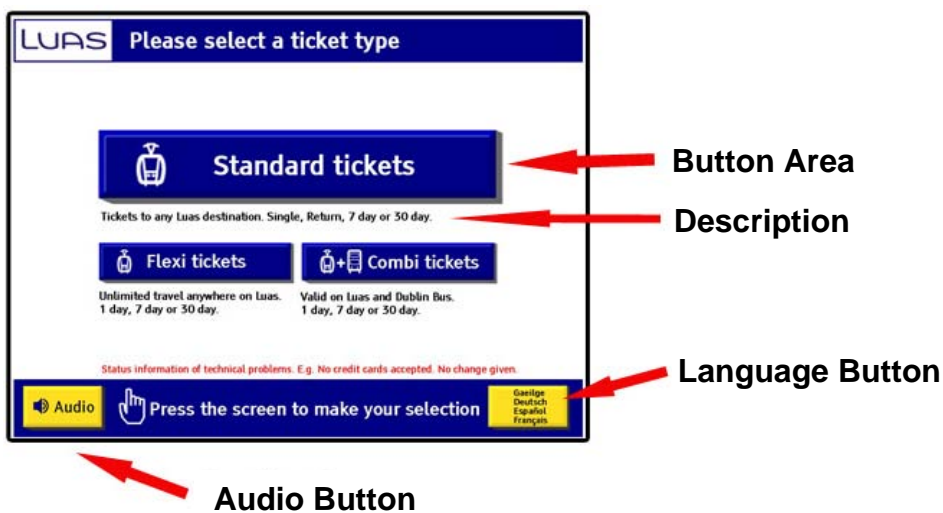 LUAS Please select a ticket type
Standard tickets
Button Area
Tickets to any Luas destination. Single, Return, 7 day or 30 day.
Description
Flexi tickets
+ Combi tickets
Unlimited travel anywhere on Luas.
1 day, 7 day or 30 day.
Valid on Luas and Dublin Bus.
1 day, 7 day or 30 day.
Status information of technical problems. E.g. No credit cards accepted. No change given.
Language Button
Audio
Press the screen to make your selection
Gaeilge
Deutsch
Español
Français
Audio Button